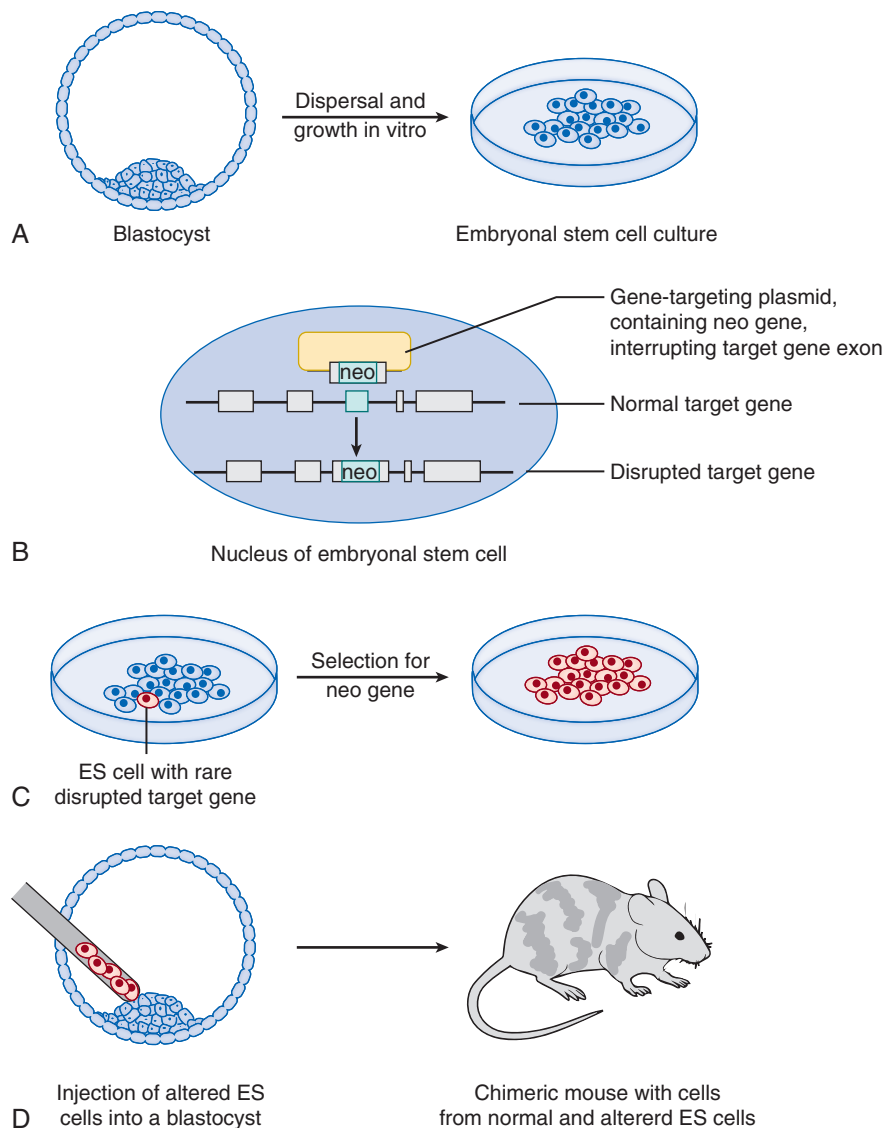 Dispersal and
growth in vitro
A
Blastocyst
Embryonal stem cell culture
Gene-targeting plasmid,
containing neo gene,
interrupting target gene exon
neo
Normal target gene
neo
Disrupted target gene
B
Nucleus of embryonal stem cell
Selection for
neo gene
ES cell with rare
disrupted target gene
C
Injection of altered ES
cells into a blastocyst
D
Chimeric mouse with cells
from normal and altererd ES cells